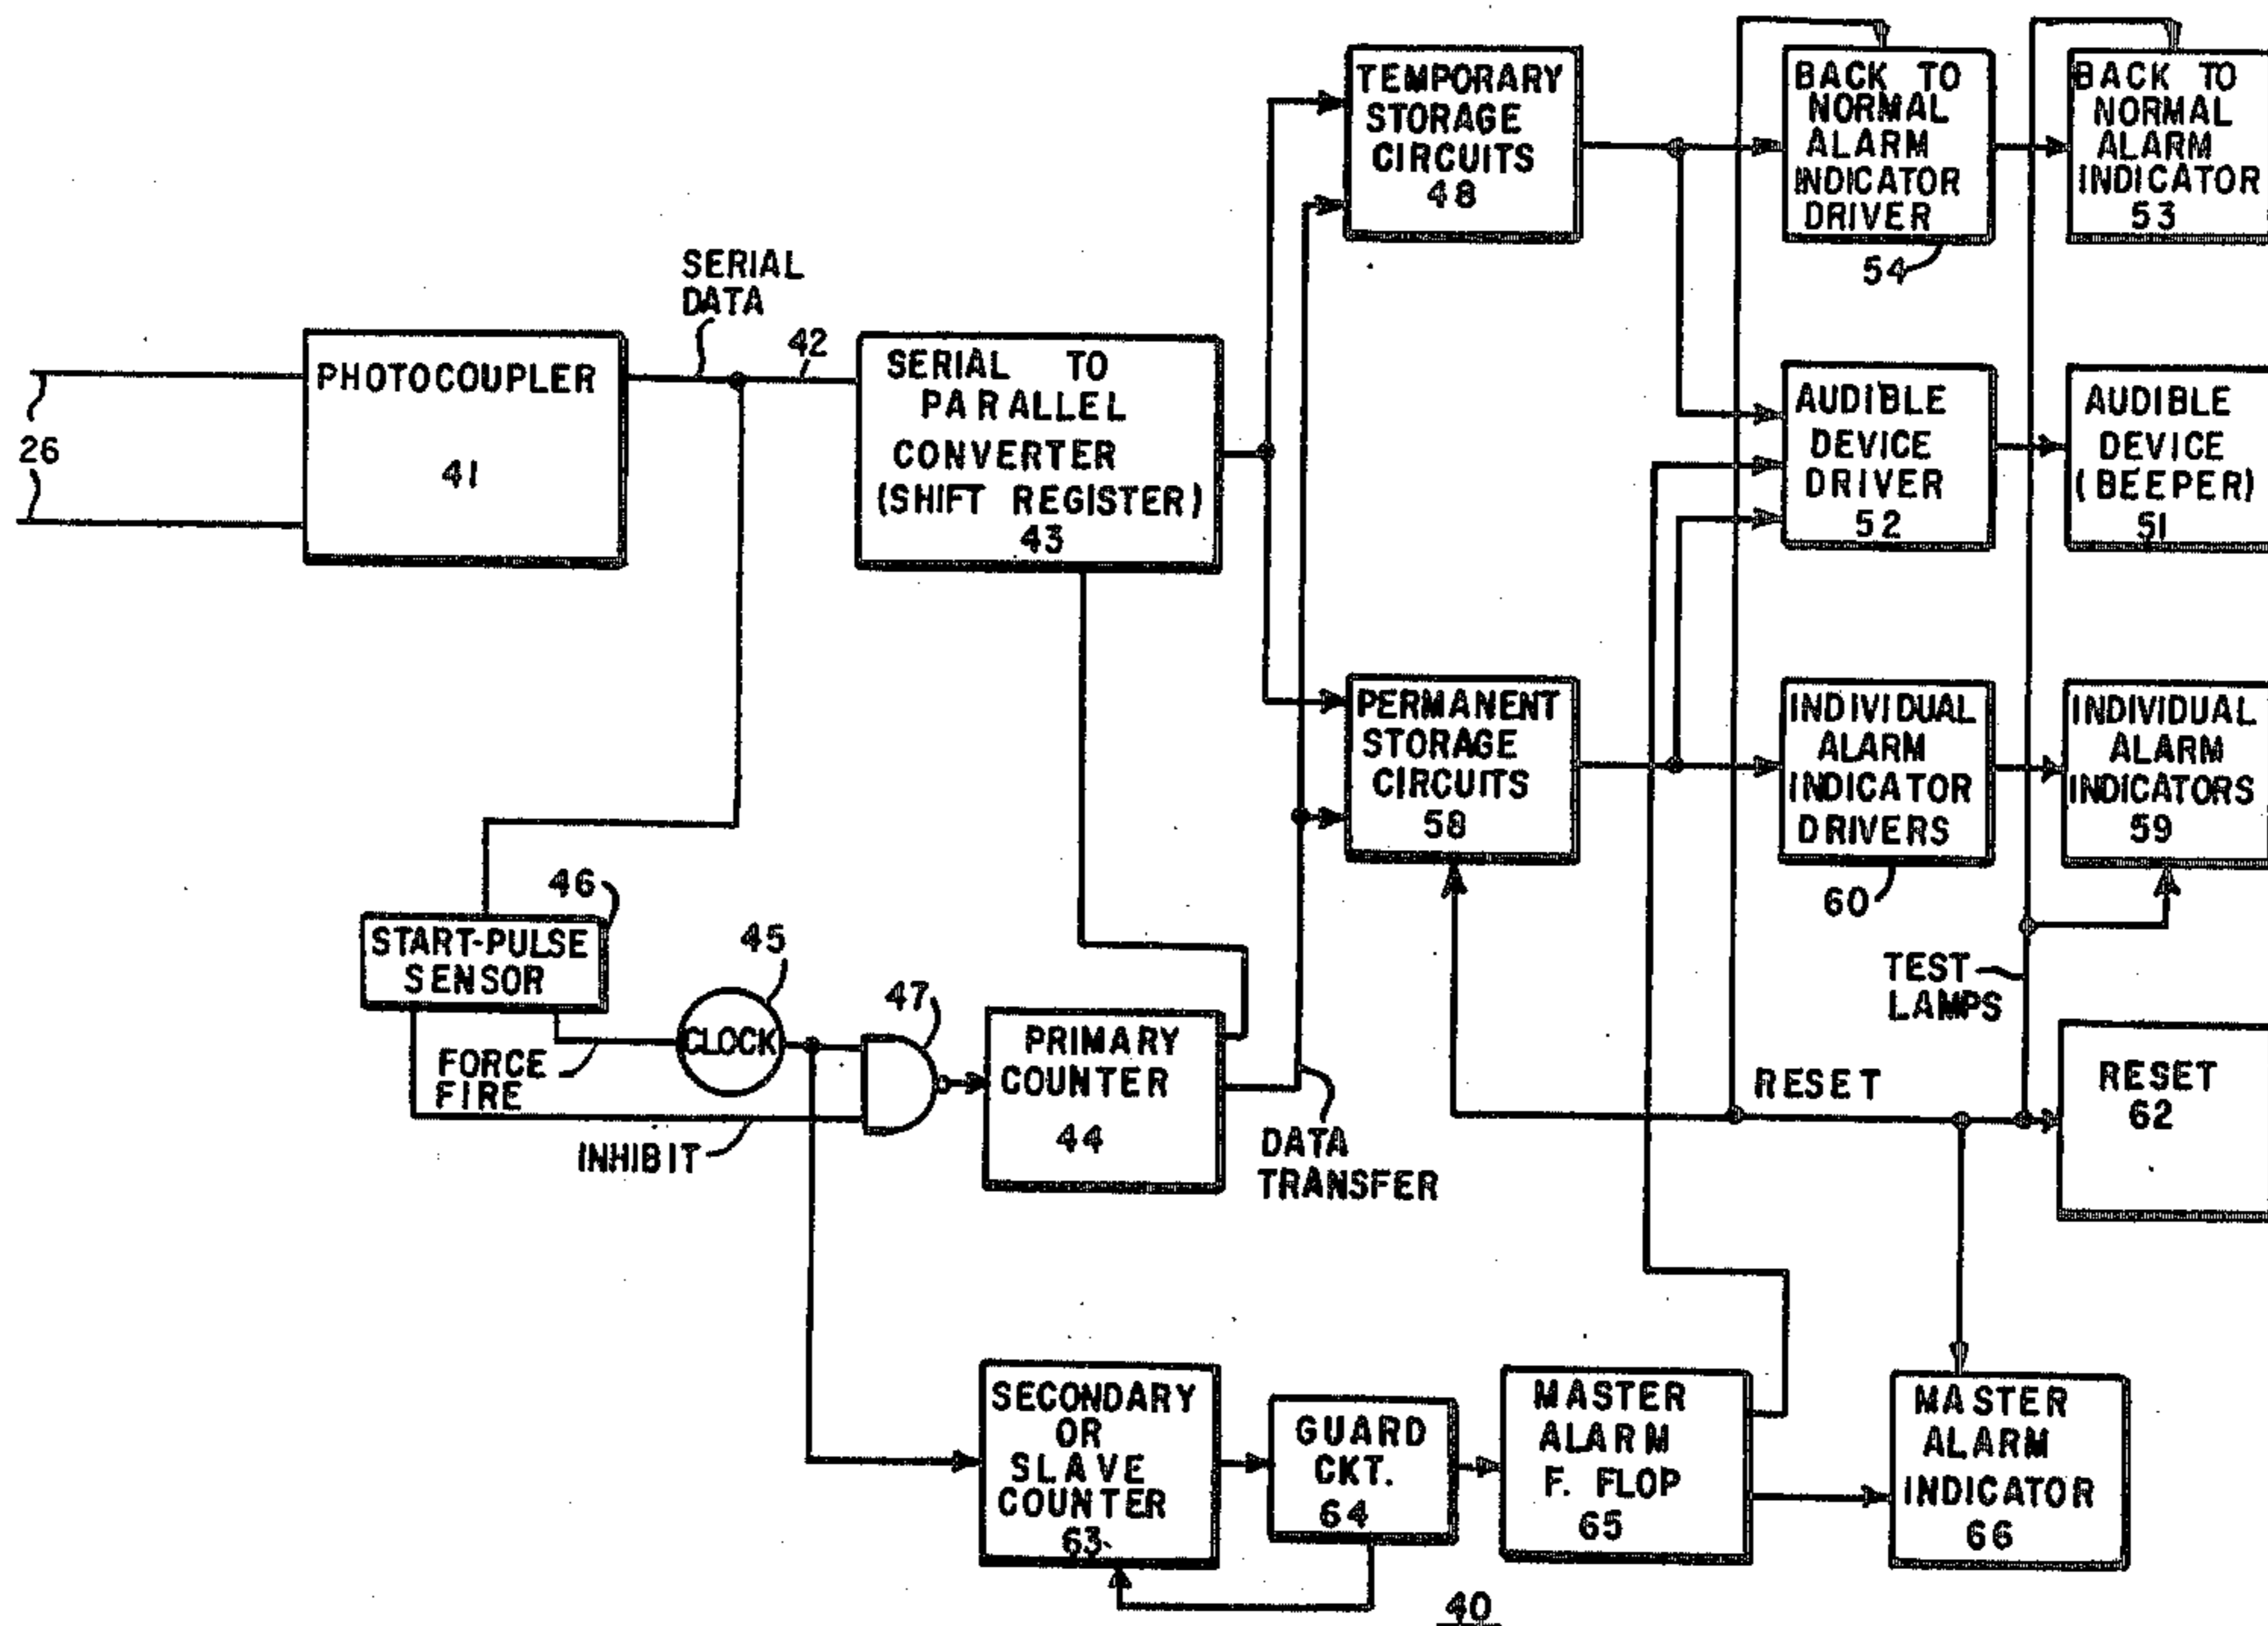 TEMPORARY
STORAGE
CIRCUITS
48
BACK TO
NORMAL
ALARM
INDICATOR
DRIVER
54
BACK TO
NORMAL
ALARM
INDICATOR
53
SERIAL
DATA
42
26
PHOTOCOUPLER
41
SERIAL TO
PARALLEL
CONVERTER
(SHIFT REGISTER)
43
AUDIBLE
DEVICE
DRIVER
52
AUDIBLE
DEVICE
(BEEPER)
51
PERMANENT
STORAGE
CIRCUITS
58
INDIVIDUAL
ALARM
INDICATOR
DRIVERS
60
INDIVIDUAL
ALARM
INDICATORS
59
46
START-PULSE
SENSOR
45
CLOCK
47
FORCE
FIRE
INHIBIT
PRIMARY
COUNTER
44
DATA
TRANSFER
TEST
LAMPS
RESET
RESET
62
SECONDARY
OR
SLAVE
COUNTER
63
GUARD
CKT.
64
MASTER
ALARM
F. FLOP
65
MASTER
ALARM
INDICATOR
66
40